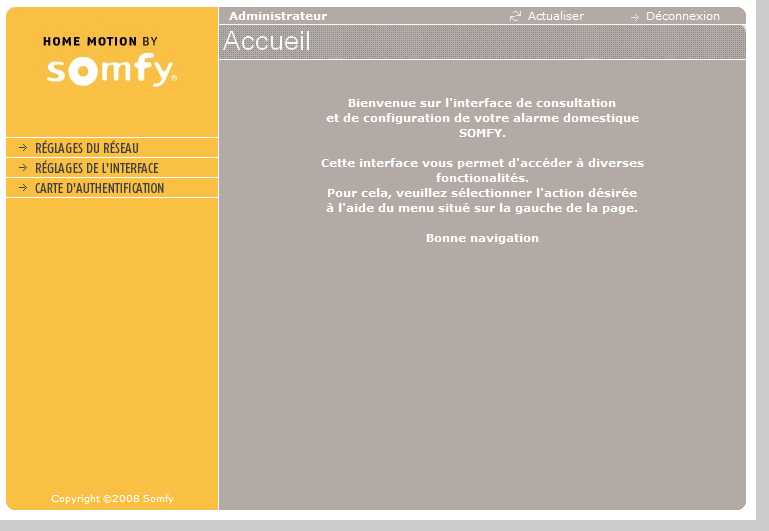 HOME MOTION BY
somfy®
RÉGLAGES DU RÉSEAU
RÉGLAGES DE L'INTERFACE
CARTE D'AUTHENTIFICATION
Copyright ©2008 Somfy
Administrateur
Actualiser
Déconnexion
Accueil
Bienvenue sur l'interface de consultation
et de configuration de votre alarme domestique
SOMFY.
Cette interface vous permet d'accéder à diverses
fonctionalités.
Pour cela, veuillez sélectionner l'action désirée
à l'aide du menu situé sur la gauche de la page.
Bonne navigation